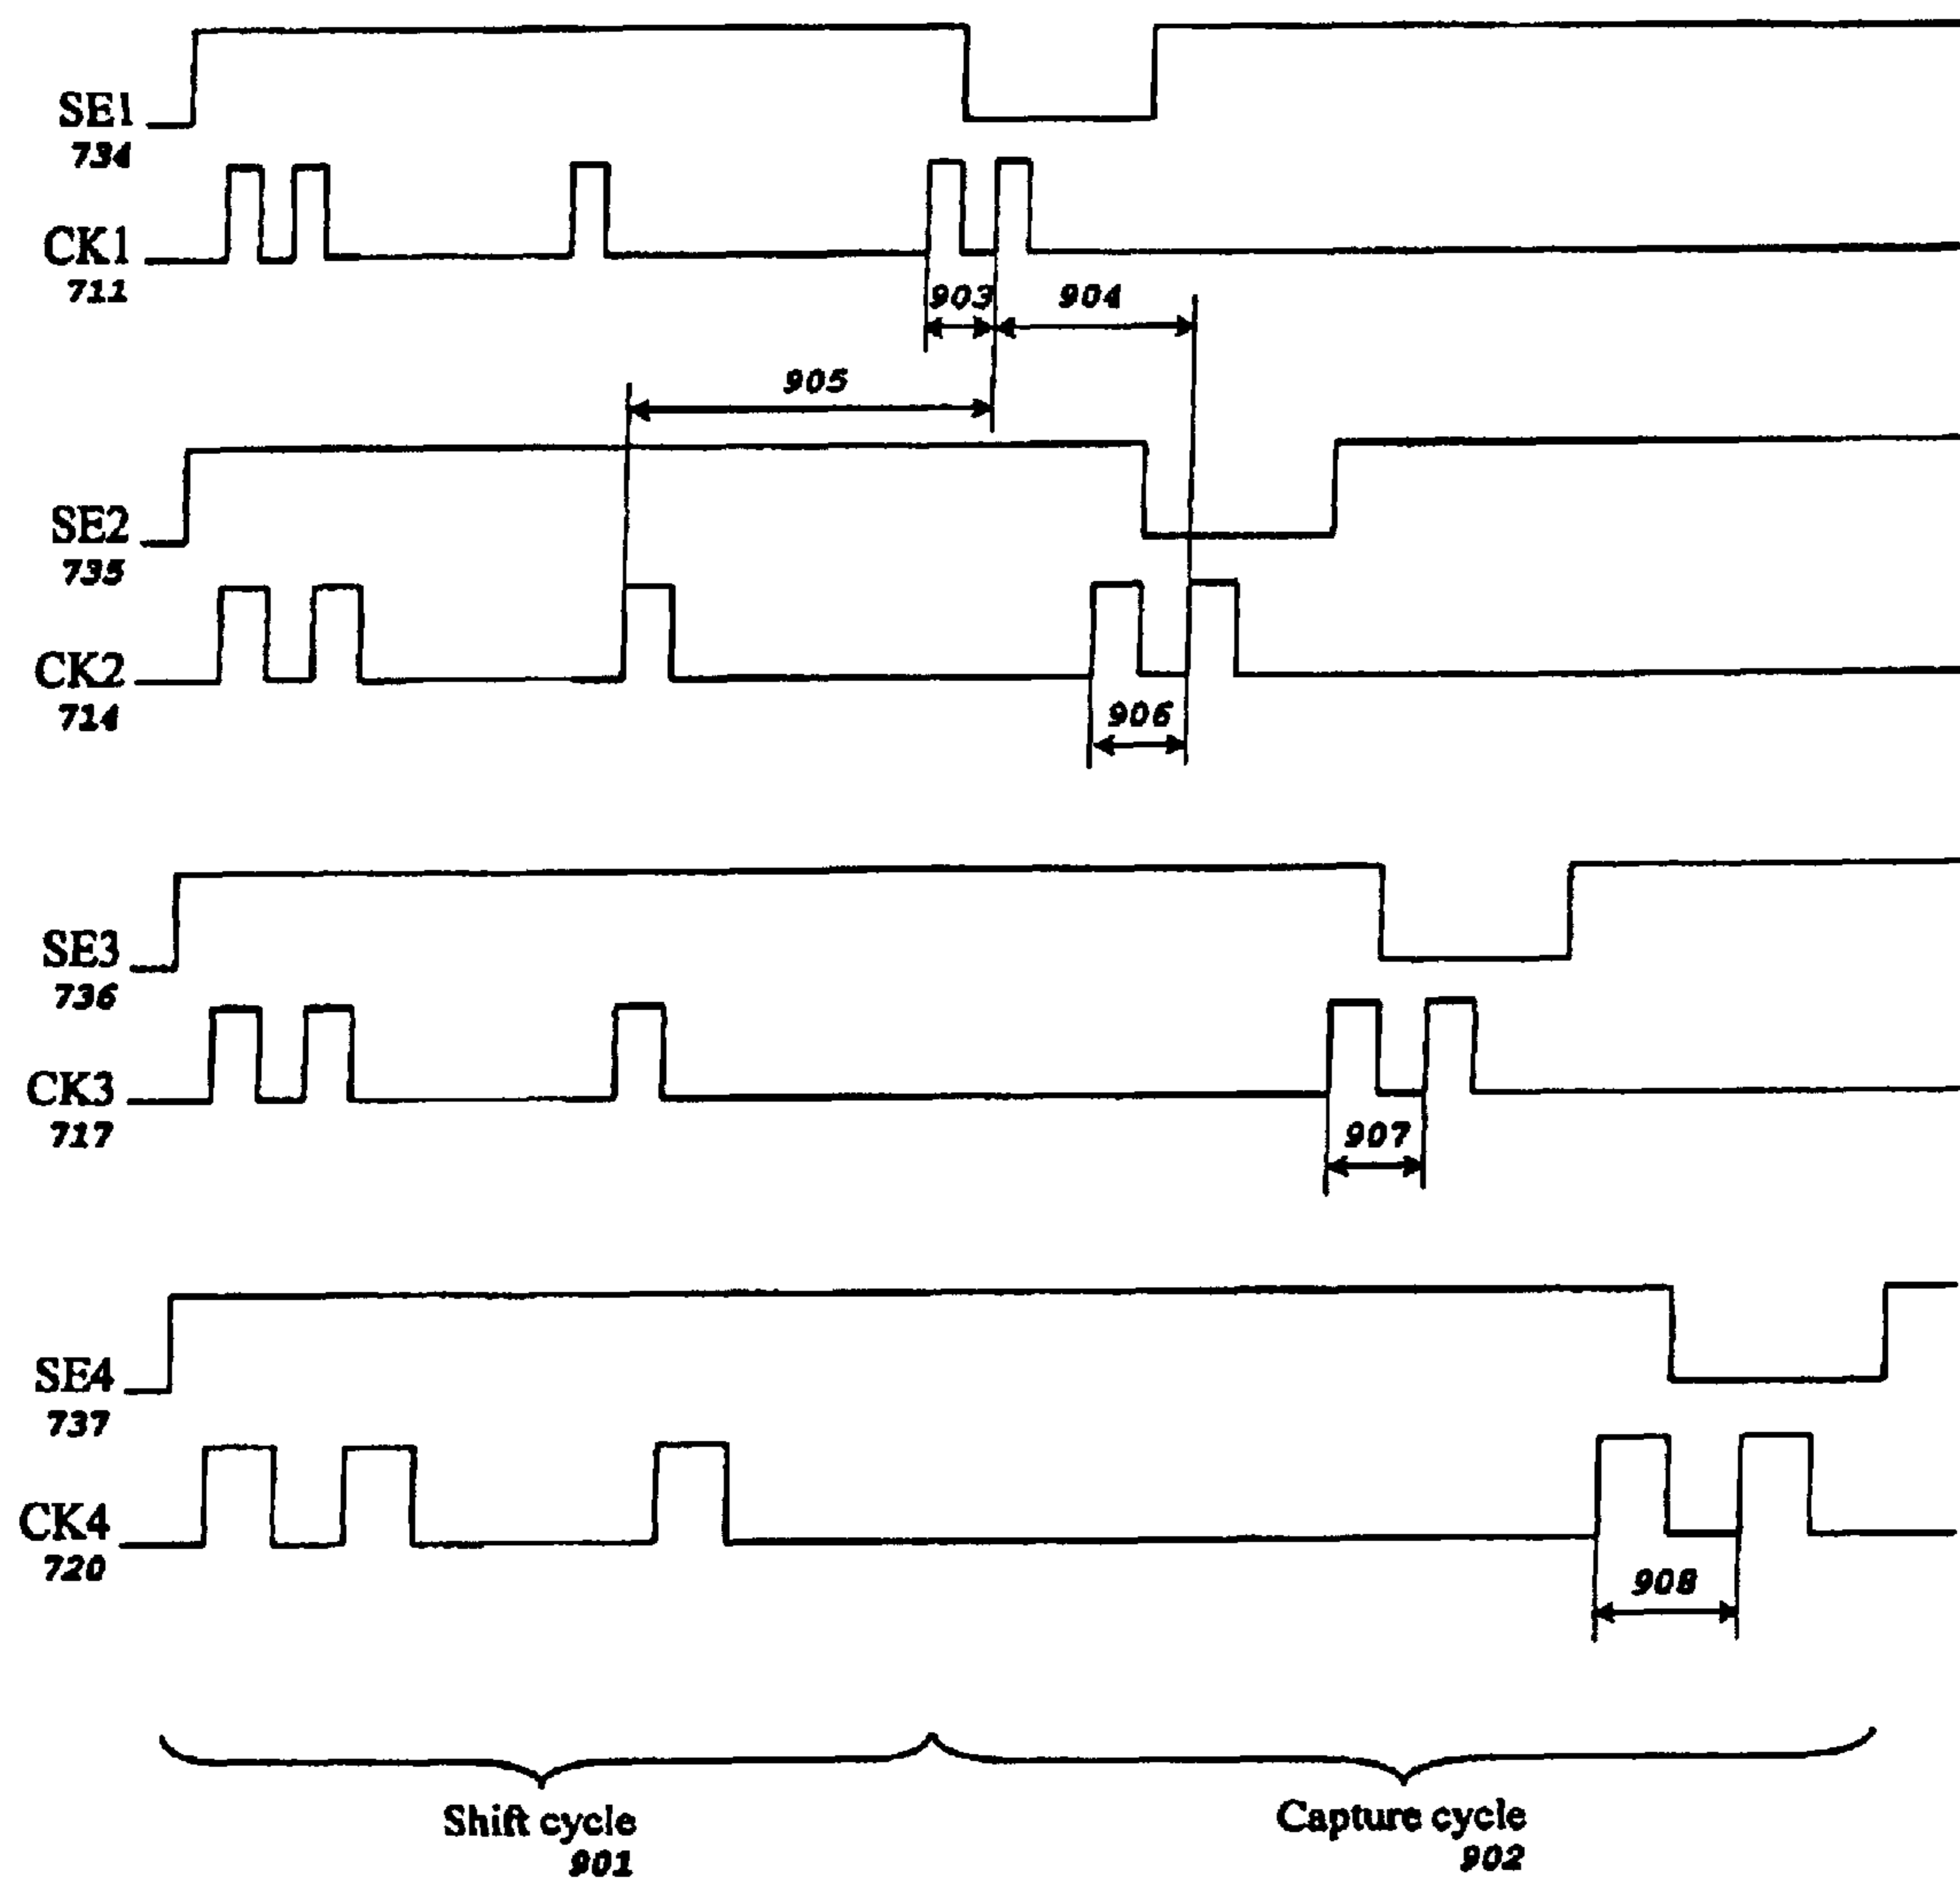 SE1
734
CK1
711
903
904
905
SE2
735
CK2
714
906
SE3
736
CK3
717
907
SE4
737
CK4
720
908
Shift cycle
901
Capture cycle
902